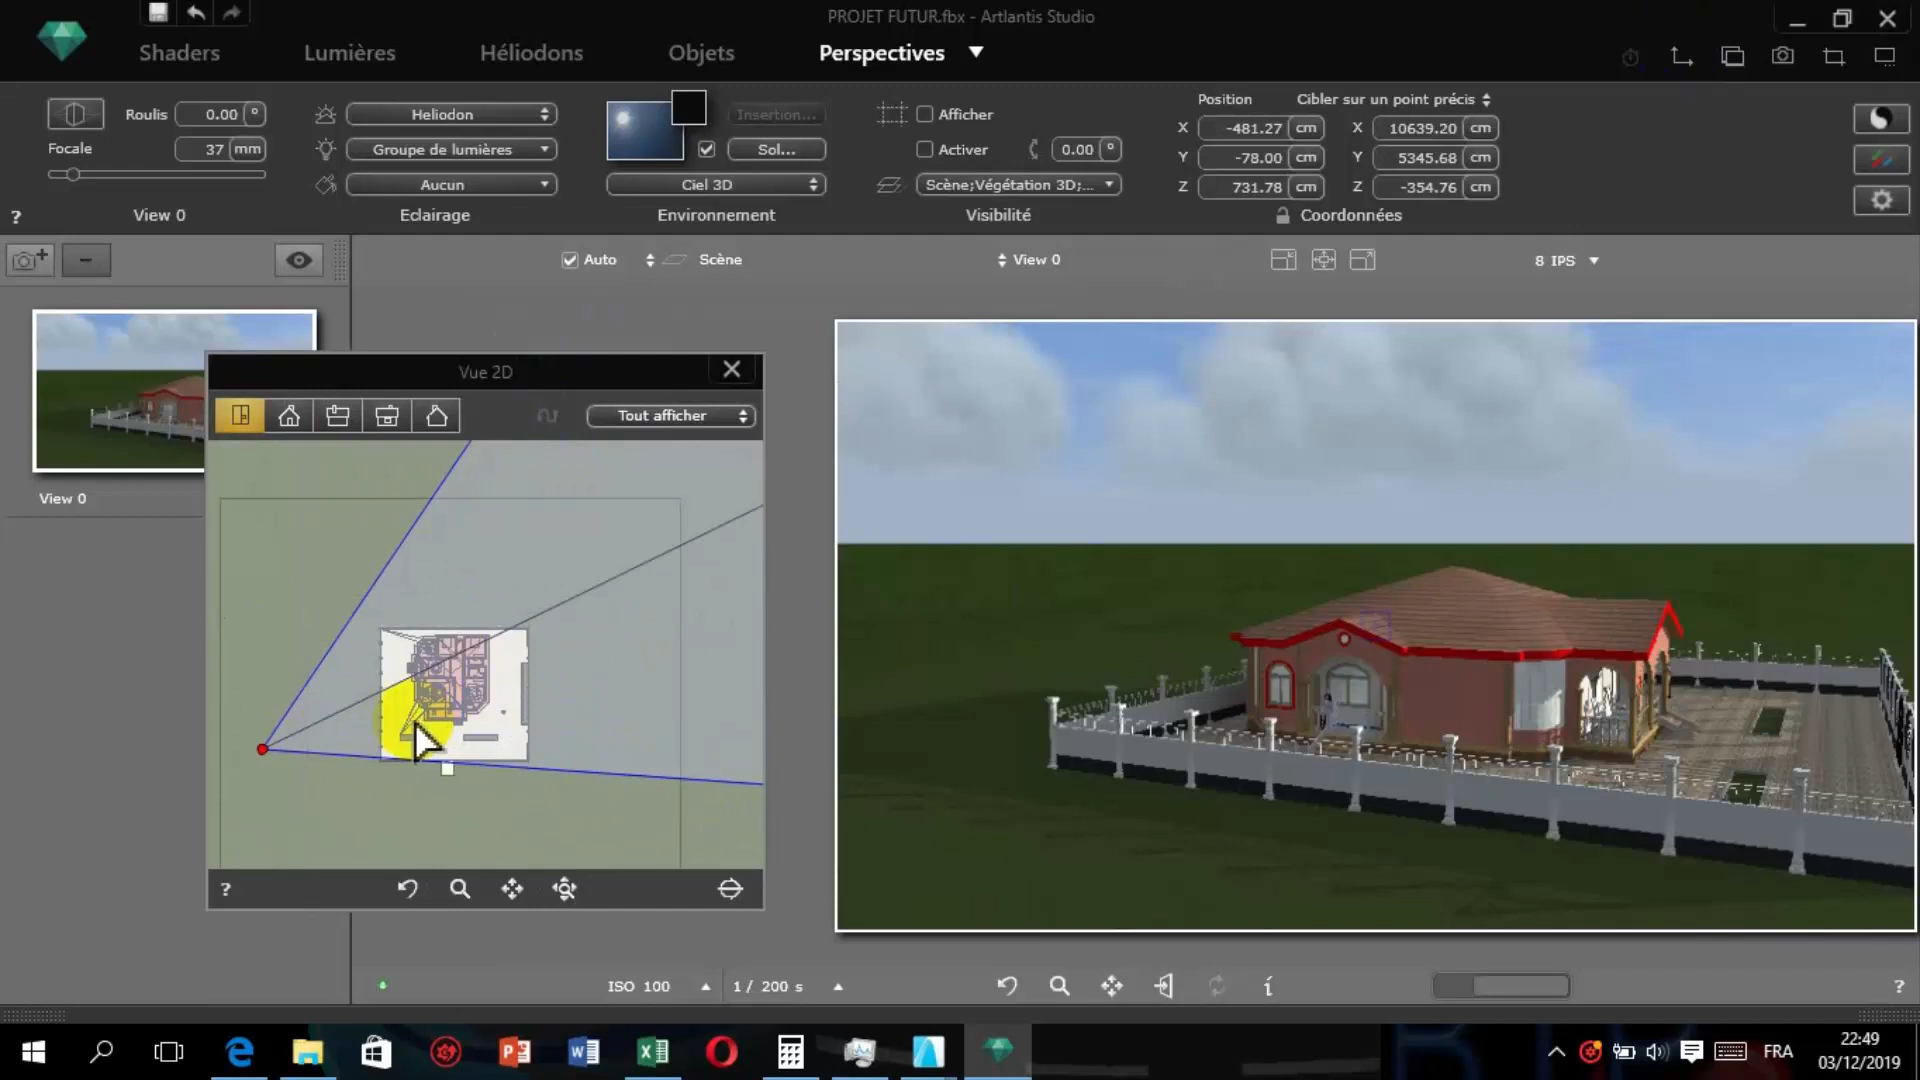 PROJET FUTUR.fbx - Artlantis Studio
Shaders
Lumières
Héliodons
Objets
Perspectives
Roulis
0.00
°
Focale
37
mm
?
View 0
Heliodon
Groupe de lumières
Aucun
Eclairage
Insertion...
Sol...
Ciel 3D
Environnement
Afficher
Activer
0.00
°
Scène;Végétation 3D;...
Visibilité
Position
Cibler sur un point précis
X
-481.27
cm
X
10639.20
cm
Y
-78.00
cm
Y
5345.68
cm
Z
731.78
cm
Z
-354.76
cm
Coordonnées
Auto
Scène
View 0
8 IPS
View 0
Vue 2D
Tout afficher
?
ISO 100
1 / 200 s
i
?
FRA
22:49
03/12/2019